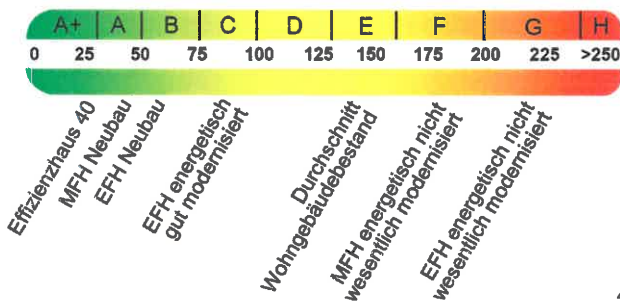 A+ A B C D E F G H
0 25 50 75 100 125 150 175 200 225 >250
Effizienzhaus 40
MFH Neubau
EFH Neubau
EFH energetisch
gut modernisiert
Durchschnitt
Wohngebäudebestand
MFH energetisch nicht
wesentlich modernisiert
EFH energetisch nicht
wesentlich modernisiert